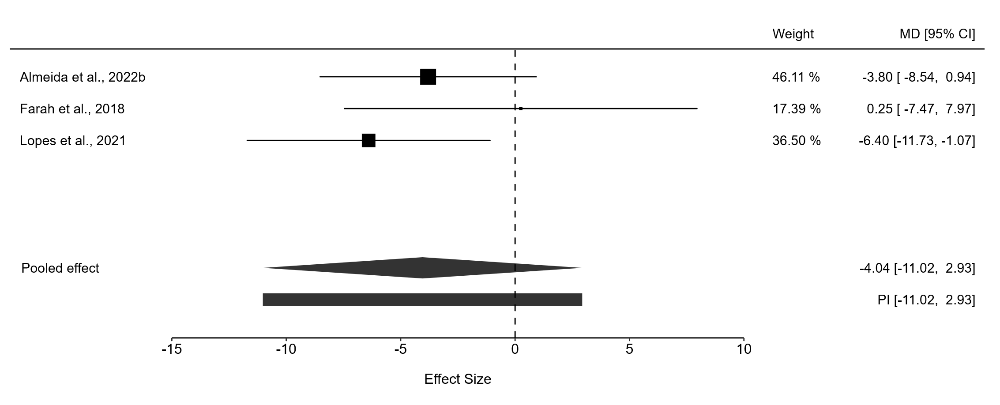 Weight MD [95% CI]
Almeida et al., 2022b 46.11 % -3.80 [ -8.54, 0.94]
Farah et al., 2018 17.39 % 0.25 [ -7.47, 7.97]
Lopes et al., 2021 36.50 % -6.40 [-11.73, -1.07]
Pooled effect -4.04 [-11.02, 2.93]
PI [-11.02, 2.93]
-15 -10 -5 0 5 10
Effect Size